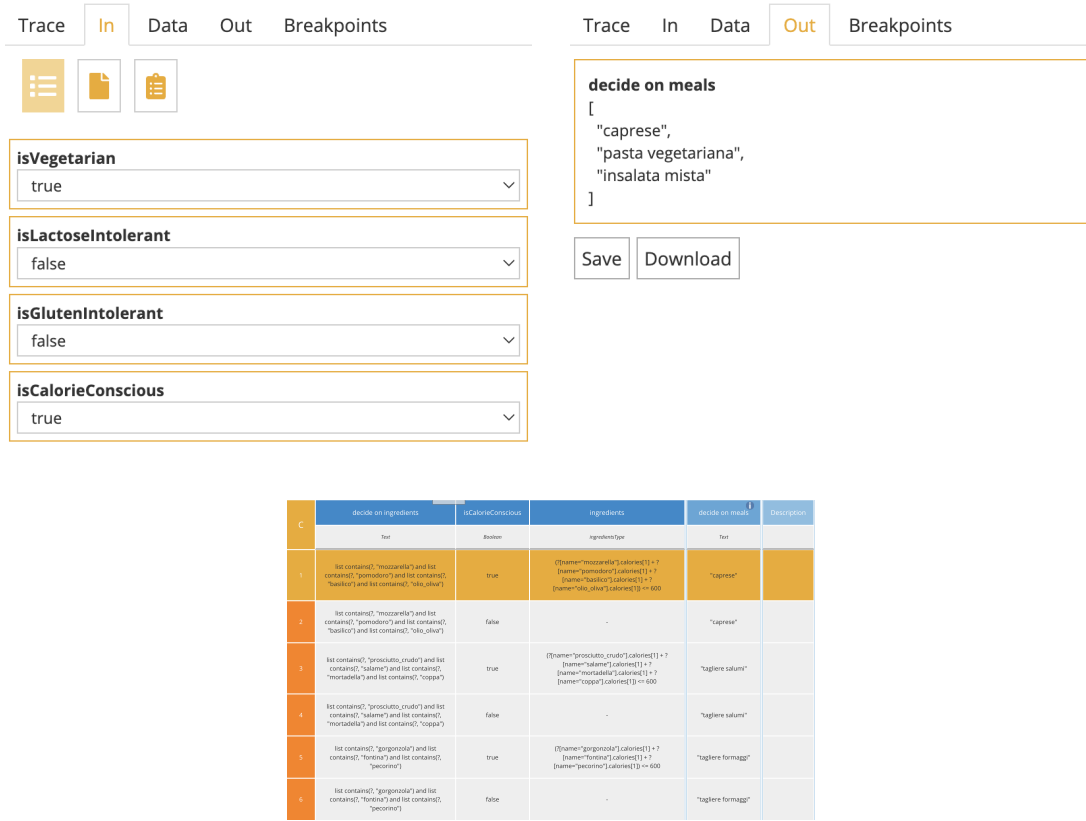 Trace In Data Out Breakpoints
isVegetarian
true
isLactoseIntolerant
false
isGlutenIntolerant
false
isCalorieConscious
true
Trace In Data Out Breakpoints
decide on meals
[
"caprese",
"pasta vegetariana",
"insalata mista"
]
Save Download
C decide on ingredients isCalorieConscious ingredients decide on meals i Description
Text Boolean ingredientsType Text
1
list contains(?, "mozzarella") and list
contains(?, "pomodoro") and list contains(?,
"basilico") and list contains(?, "olio_oliva")
true
(?[name="mozzarella"].calories[1] + ?
[name="pomodoro"].calories[1] + ?
[name="basilico"].calories[1] + ?
[name="olio_oliva"].calories[1]) <= 600
"caprese"
2
list contains(?, "mozzarella") and list
contains(?, "pomodoro") and list contains(?,
"basilico") and list contains(?, "olio_oliva")
false
-
"caprese"
3
list contains(?, "prosciutto_crudo") and list
contains(?, "salame") and list contains(?,
"mortadella") and list contains(?, "coppa")
true
(?[name="prosciutto_crudo"].calories[1] + ?
[name="salame"].calories[1] + ?
[name="mortadella"].calories[1] + ?
[name="coppa"].calories[1]) <= 600
"tagliere salumi"
4
list contains(?, "prosciutto_crudo") and list
contains(?, "salame") and list contains(?,
"mortadella") and list contains(?, "coppa")
false
-
"tagliere salumi"
5
list contains(?, "gorgonzola") and list
contains(?, "fontina") and list contains(?,
"pecorino")
true
(?[name="gorgonzola"].calories[1] + ?
[name="fontina"].calories[1] + ?
[name="pecorino"].calories[1]) <= 600
"tagliere formaggi"
6
list contains(?, "gorgonzola") and list
contains(?, "fontina") and list contains(?,
"pecorino")
false
-
"tagliere formaggi"